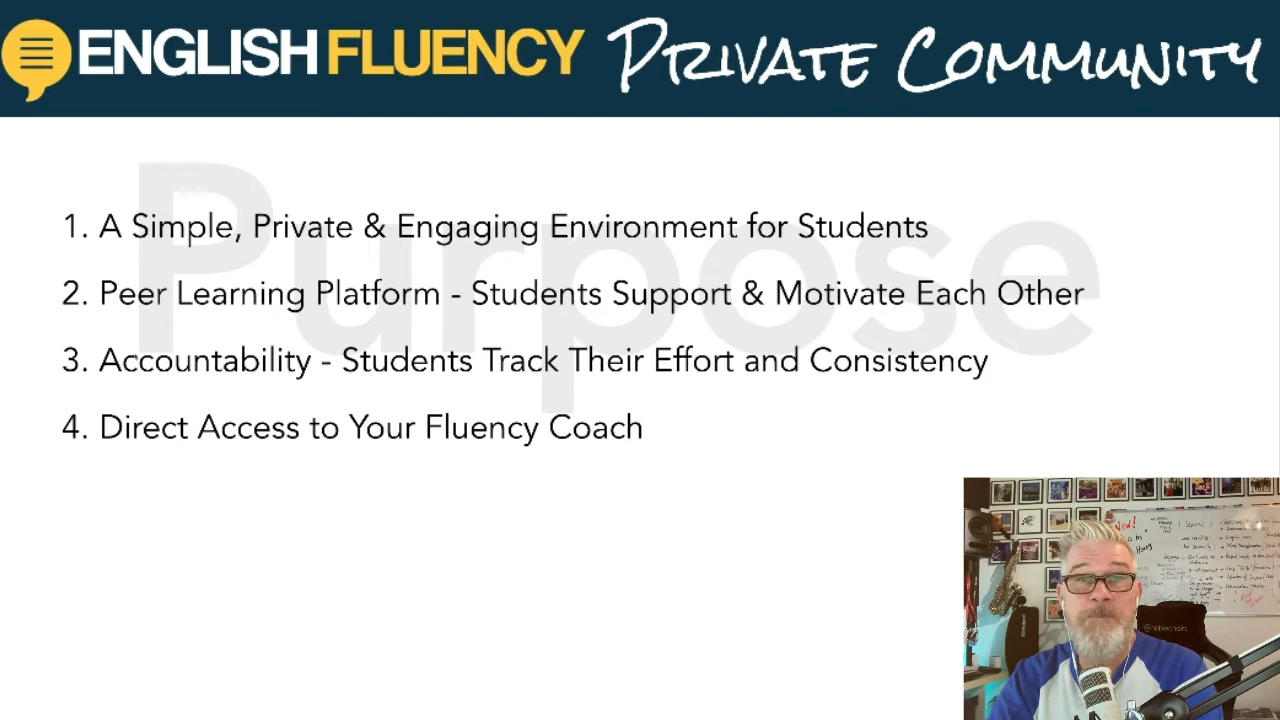 ENGLISH FLUENCY PRIVATE COMMUNITY
Purpose
1. A Simple, Private & Engaging Environment for Students
2. Peer Learning Platform - Students Support & Motivate Each Other
3. Accountability - Students Track Their Effort and Consistency
4. Direct Access to Your Fluency Coach
noblechairs